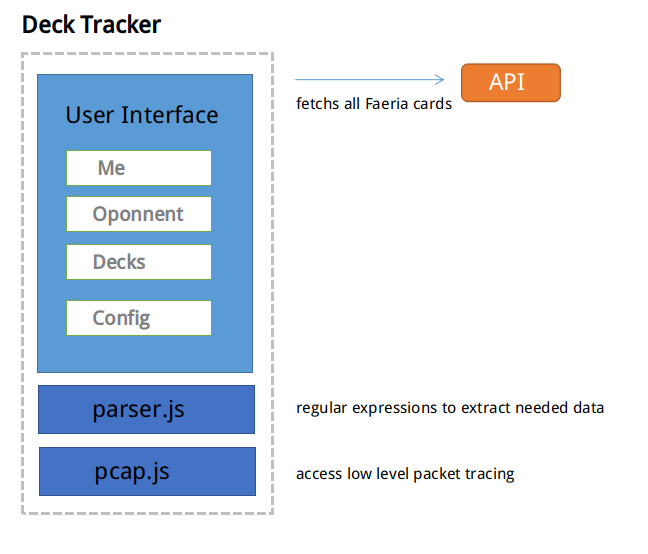 Deck Tracker
User Interface
Me
Oponnent
Decks
Config
parser.js
pcap.js
API
fetchs all Faeria cards
regular expressions to extract needed data
access low level packet tracing